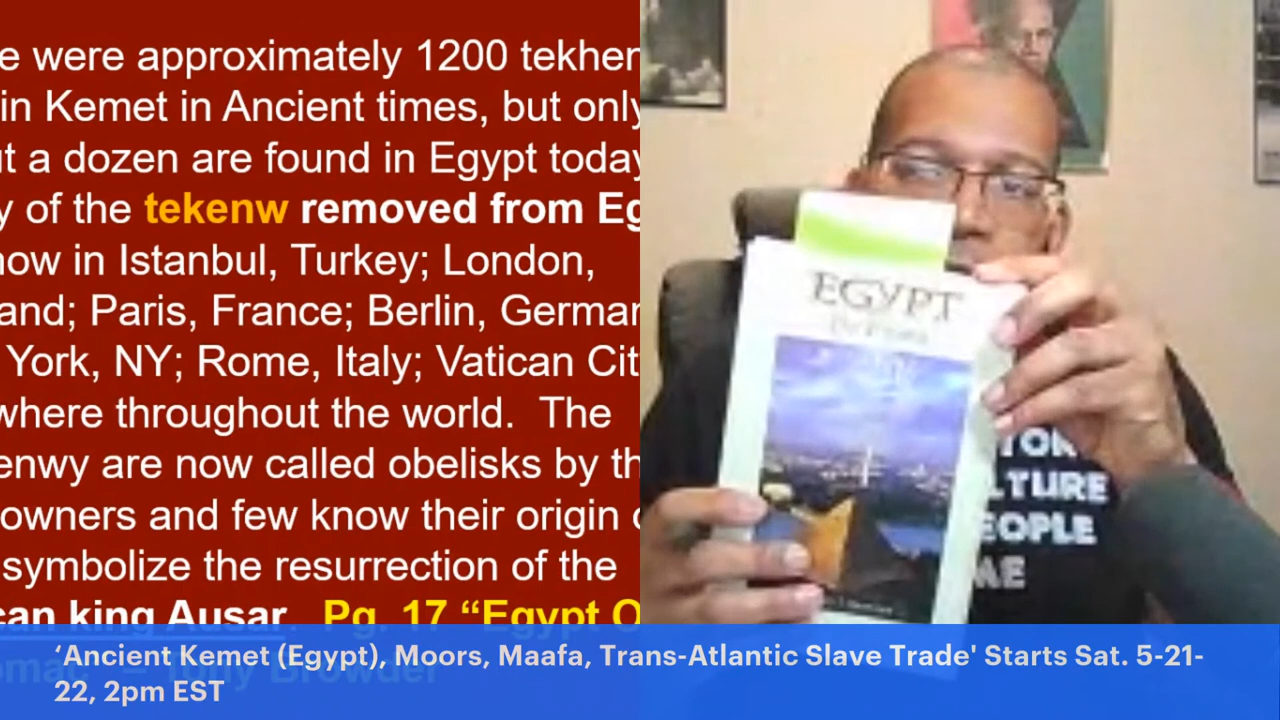 e were approximately 1200 tekhen
in Kemet in Ancient times, but only
t a dozen are found in Egypt today
y of the tekenw removed from Eg
now in Istanbul, Turkey; London,
and; Paris, France; Berlin, German
York, NY; Rome, Italy; Vatican Cit
where throughout the world. The
enwy are now called obelisks by th
owners and few know their origin o
symbolize the resurrection of the
can king Ausar. Pg. 17 “Egypt O
omac” – Tony Browder
EGYPT
TOR
LTURE
EOPLE
ME
‘Ancient Kemet (Egypt), Moors, Maafa, Trans-Atlantic Slave Trade' Starts Sat. 5-21-
22, 2pm EST